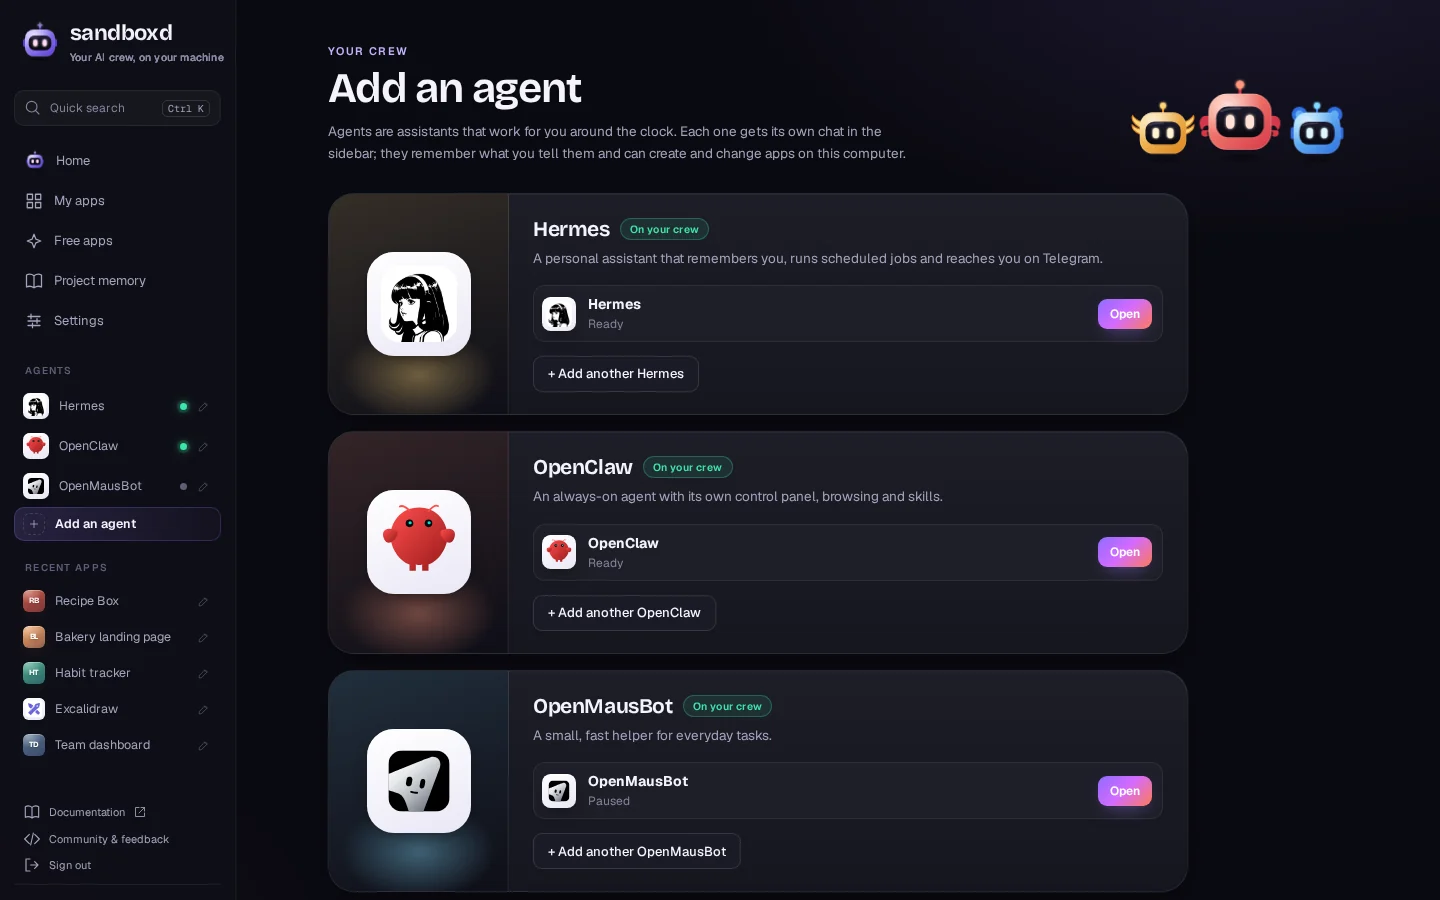 sandboxd
Your AI crew, on your machine
Quick search
Ctrl K
Home
My apps
Free apps
Project memory
Settings
AGENTS
Hermes
OpenClaw
OpenMausBot
Add an agent
RECENT APPS
RB Recipe Box
BL Bakery landing page
HT Habit tracker
Excalidraw
TD Team dashboard
Documentation
Community & feedback
Sign out
YOUR CREW
Add an agent
Agents are assistants that work for you around the clock. Each one gets its own chat in the
sidebar; they remember what you tell them and can create and change apps on this computer.
Hermes On your crew
A personal assistant that remembers you, runs scheduled jobs and reaches you on Telegram.
Hermes
Ready
Open
+ Add another Hermes
OpenClaw On your crew
An always-on agent with its own control panel, browsing and skills.
OpenClaw
Ready
Open
+ Add another OpenClaw
OpenMausBot On your crew
A small, fast helper for everyday tasks.
OpenMausBot
Paused
Open
+ Add another OpenMausBot